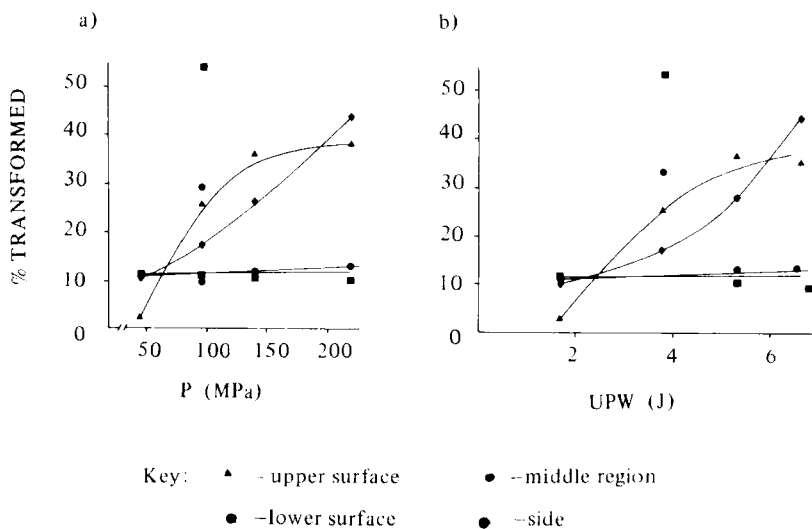 a)
b)
% TRANSFORMED
50
40
30
20
10
0
50 100 150 200
P (MPa)
50
40
30
20
10
0
2 4 6
UPW (J)
Key: ▲ -upper surface ● -middle region
● -lower surface ● -side